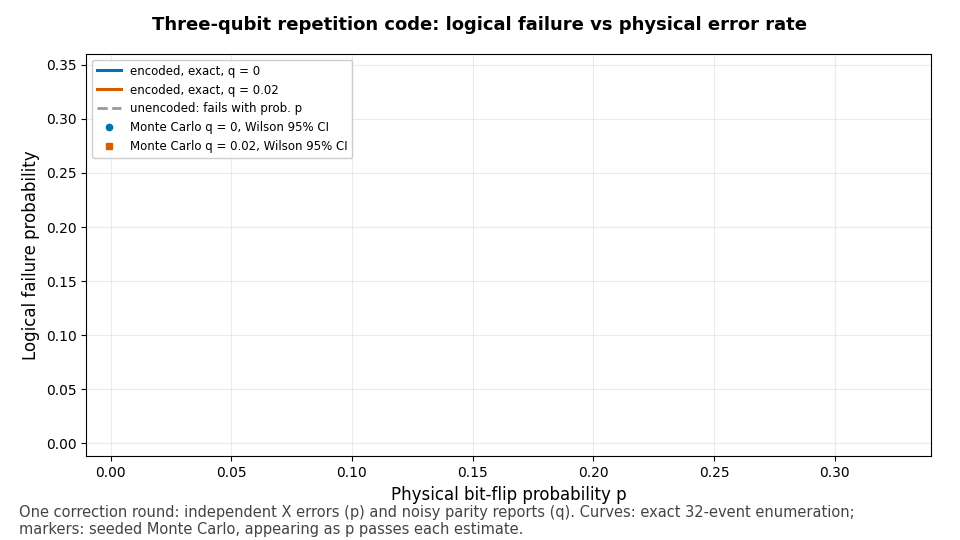 Three-qubit repetition code: logical failure vs physical error rate
0.35
0.30
0.25
0.20
0.15
0.10
0.05
0.00
Logical failure probability
encoded, exact, q = 0
encoded, exact, q = 0.02
unencoded: fails with prob. p
Monte Carlo q = 0, Wilson 95% CI
Monte Carlo q = 0.02, Wilson 95% CI
0.00 0.05 0.10 0.15 0.20 0.25 0.30
Physical bit-flip probability p
One correction round: independent X errors (p) and noisy parity reports (q). Curves: exact 32-event enumeration;
markers: seeded Monte Carlo, appearing as p passes each estimate.